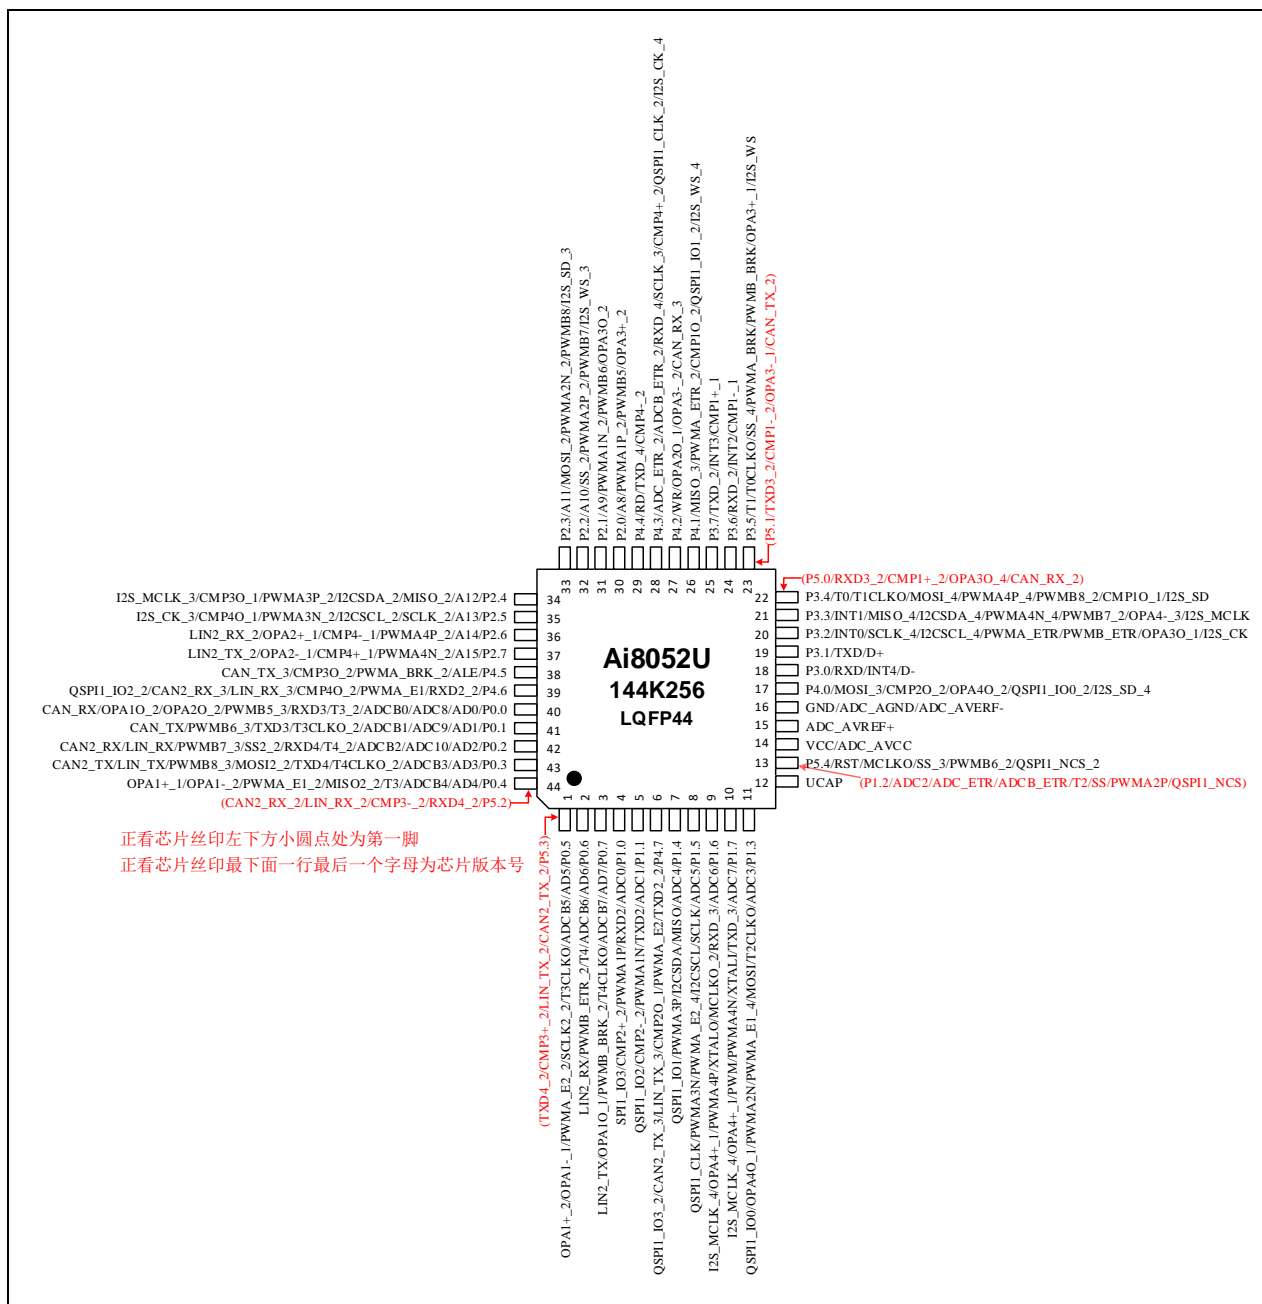 P2.3/A11/MOSI_2/PWMA2N_2/PWMB8/I2S_SD_3
P2.2/A10/SS_2/PWMA2P_2/PWMB7/I2S_WS_3
P2.1/A9/PWMA1N_2/PWMB6/OPA3O_2
P2.0/A8/PWMA1P_2/PWMB5/OPA3+_2
P4.4/RD/TXD_4/CMP4-_2
P4.3/ADC_ETR_2/ADCB_ETR_2/RXD_4/SCLK_3/CMP4+_2/QSPI1_CLK_2/I2S_CK_4
P4.2/WR/OPA2O_1/OPA3-_2/CAN_RX_3
P4.1/MISO_3/PWMA_ETR_2/CMP1O_2/QSPI1_IO1_2/I2S_WS_4
P3.7/TXD_2/INT3/CMP1+_1
P3.6/RXD_2/INT2/CMP1-_1
P3.5/T1/T0CLKO/SS_4/PWMA_BRK/PWMB_BRK/OPA3+_1/I2S_WS
(P5.1/TXD3_2/CMP1-_2/OPA3-_1/CAN_TX_2)
33
32
31
30
29
28
27
26
25
24
23
I2S_MCLK_3/CMP3O_1/PWMA3P_2/I2CSDA_2/MISO_2/A12/P2.4
34
I2S_CK_3/CMP4O_1/PWMA3N_2/I2CSCL_2/SCLK_2/A13/P2.5
35
LIN2_RX_2/OPA2+_1/CMP4-_1/PWMA4P_2/A14/P2.6
36
LIN2_TX_2/OPA2-_1/CMP4+_1/PWMA4N_2/A15/P2.7
37
CAN_TX_3/CMP3O_2/PWMA_BRK_2/ALE/P4.5
38
QSPI1_IO2_2/CAN2_RX_3/LIN_RX_3/CMP4O_2/PWMA_E1/RXD2_2/P4.6
39
CAN_RX/OPA1O_2/OPA2O_2/PWMB5_3/RXD3/T3_2/ADCB0/ADC8/AD0/P0.0
40
CAN_TX/PWMB6_3/TXD3/T3CLKO_2/ADCB1/ADC9/AD1/P0.1
41
CAN2_RX/LIN_RX/PWMB7_3/SS2_2/RXD4/T4_2/ADCB2/ADC10/AD2/P0.2
42
CAN2_TX/LIN_TX/PWMB8_3/MOSI2_2/TXD4/T4CLKO_2/ADCB3/AD3/P0.3
43
OPA1+_1/OPA1-_2/PWMA_E1_2/MISO2_2/T3/ADCB4/AD4/P0.4
44
(CAN2_RX_2/LIN_RX_2/CMP3-_2/RXD4_2/P5.2)
Ai8052U
144K256
LQFP44
(P5.0/RXD3_2/CMP1+_2/OPA3O_4/CAN_RX_2)
22
P3.4/T0/T1CLKO/MOSI_4/PWMA4P_4/PWMB8_2/CMP1O_1/I2S_SD
21
P3.3/INT1/MISO_4/I2CSDA_4/PWMA4N_4/PWMB7_2/OPA4-_3/I2S_MCLK
20
P3.2/INT0/SCLK_4/I2CSCL_4/PWMA_ETR/PWMB_ETR/OPA3O_1/I2S_CK
19
P3.1/TXD/D+
18
P3.0/RXD/INT4/D-
17
P4.0/MOSI_3/CMP2O_2/OPA4O_2/QSPI1_IO0_2/I2S_SD_4
16
GND/ADC_AGND/ADC_AVERF-
15
ADC_AVREF+
14
VCC/ADC_AVCC
13
P5.4/RST/MCLKO/SS_3/PWMB6_2/QSPI1_NCS_2
12
UCAP
(P1.2/ADC2/ADC_ETR/ADCB_ETR/T2/SS/PWMA2P/QSPI1_NCS)
1
2
3
4
5
6
7
8
9
10
11
正看芯片丝印左下方小圆点处为第一脚
正看芯片丝印最下面一行最后一个字母为芯片版本号
(TXD4_2/CMP3+_2/LIN_TX_2/CAN2_TX_2/P5.3)
OPA1+_2/OPA1-_1/PWMA_E2_2/SCLK2_2/T3CLKO/ADCB5/AD5/P0.5
LIN2_RX/PWMB_ETR_2/T4/ADCB6/AD6/P0.6
LIN2_TX/OPA1O_1/PWMB_BRK_2/T4CLKO/ADCB7/AD7/P0.7
SPI1_IO3/CMP2+_2/PWMA1P/RXD2/ADC0/P1.0
QSPI1_IO2/CMP2-_2/PWMA1N/TXD2/ADC1/P1.1
QSPI1_IO3_2/CAN2_TX_3/LIN_TX_3/CMP2O_1/PWMA_E2/TXD2_2/P4.7
QSPI1_IO1/PWMA3P/I2CSDA/MISO/ADC4/P1.4
QSPI1_CLK/PWMA3N/PWMA_E2_4/I2CSCL/SCLK/ADC5/P1.5
I2S_MCLK_4/OPA4+_1/PWMA4P/XTALO/MCLKO_2/RXD_3/ADC6/P1.6
I2S_MCLK_4/OPA4+_1/PWM/PWMA4N/XTALI/TXD_3/ADC7/P1.7
QSPI1_IO0/OPA4O_1/PWMA2N/PWMA_E1_4/MOSI/T2CLKO/ADC3/P1.3